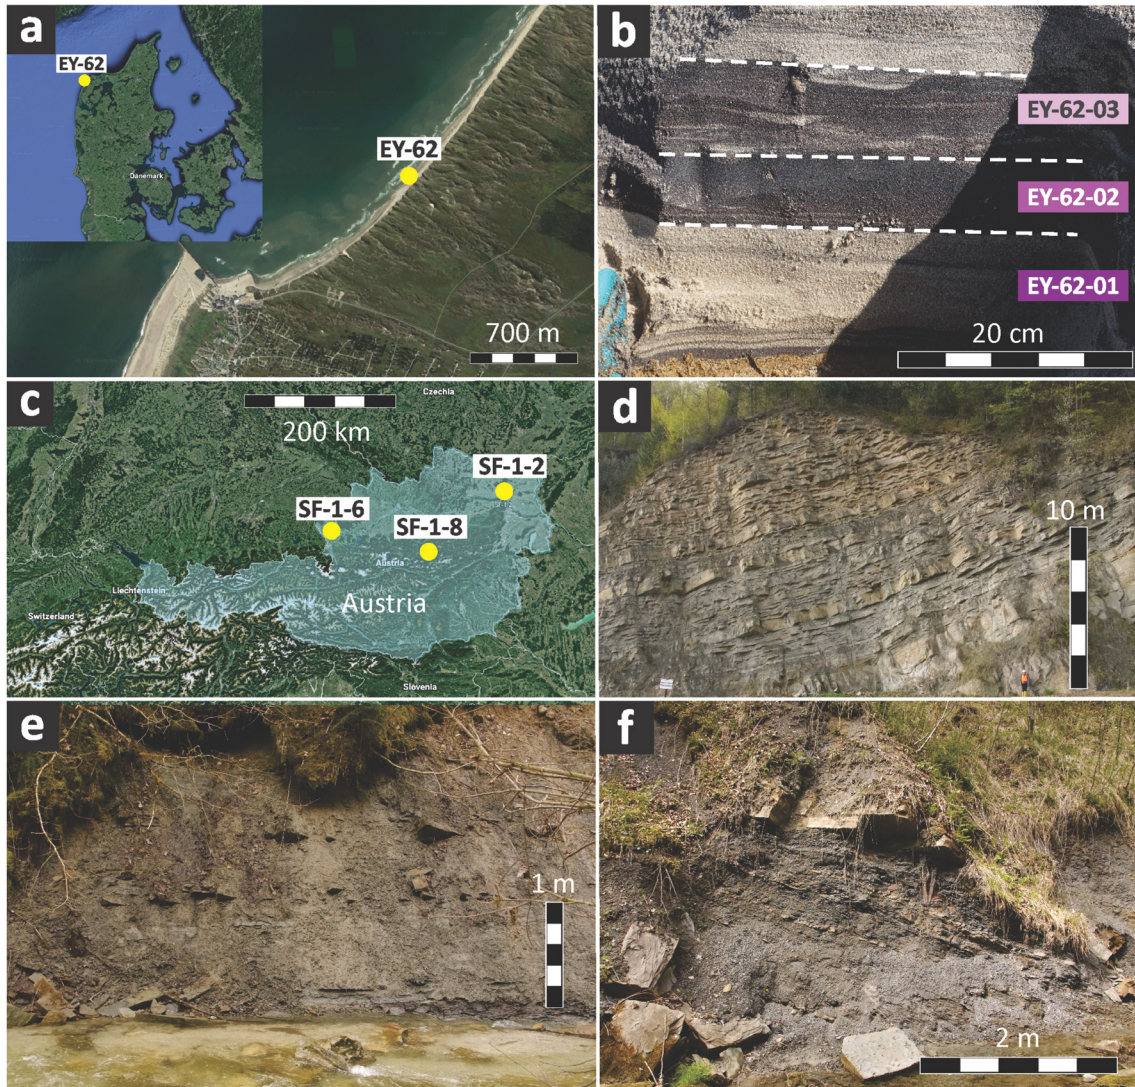 a
EY-62
Dänemark
EY-62
700 m
b
EY-62-03
EY-62-02
EY-62-01
20 cm
c
Czechia
200 km
SF-1-2
SF-1-6
SF-1-8
Austria
Liechtenstein
Austria
Switzerland
Slovenia
d
10 m
e
1 m
f
2 m